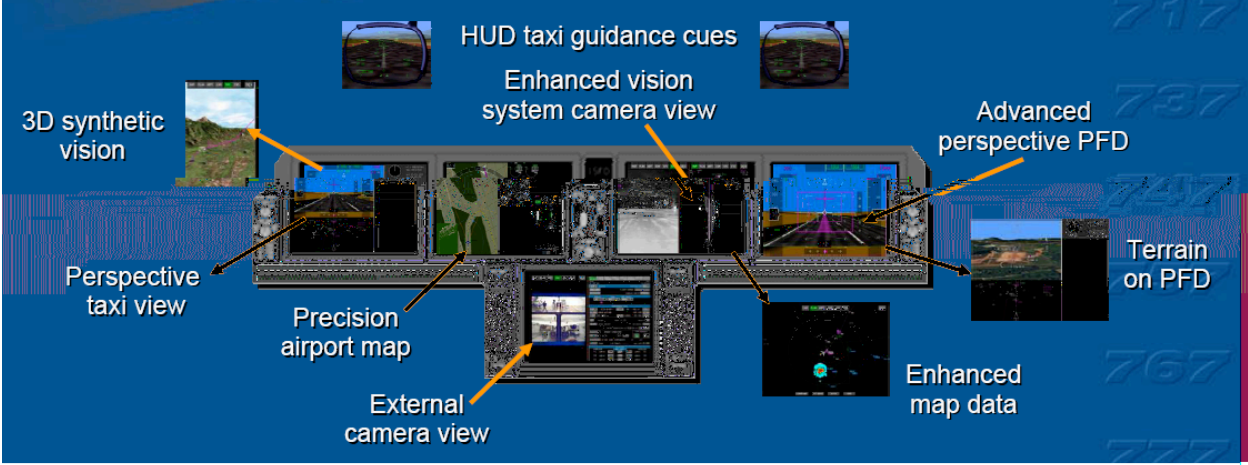 717
HUD taxi guidance cues
Enhanced vision
system camera view
737
Advanced
perspective PFD
3D synthetic
vision
747
Terrain
on PFD
Perspective
taxi view
Precision
airport map
767
Enhanced
map data
External
camera view
777